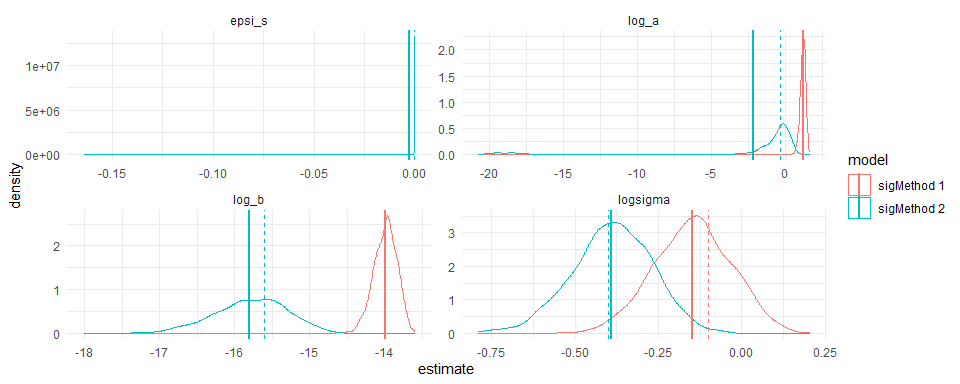 epsi_s
log_a
1e+07
5e+06
0e+00
-0.15
-0.10
-0.05
0.00
2.0
1.5
1.0
0.5
0.0
-20
-15
-10
-5
0
density
log_b
logsigma
2
1
0
-18
-17
-16
-15
-14
3
2
1
0
-0.75
-0.50
-0.25
0.00
0.25
estimate
model
sigMethod 1
sigMethod 2